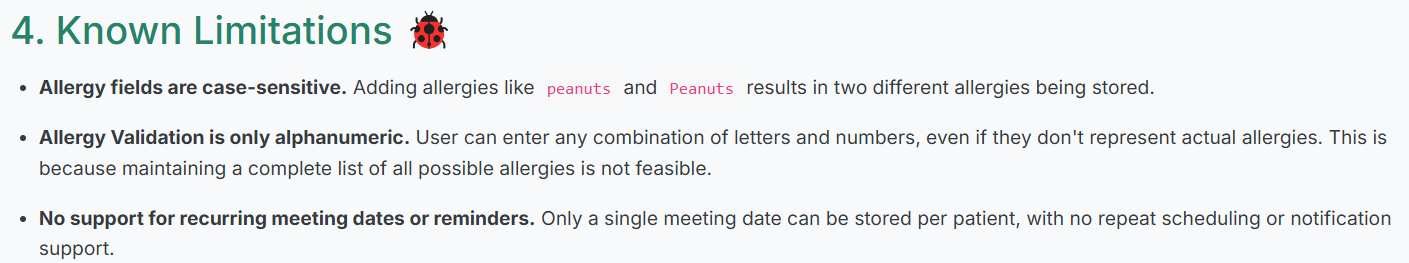 4. Known Limitations
Allergy fields are case-sensitive. Adding allergies like peanuts and Peanuts results in two different allergies being stored.
Allergy Validation is only alphanumeric. User can enter any combination of letters and numbers, even if they don't represent actual allergies. This is
because maintaining a complete list of all possible allergies is not feasible.
No support for recurring meeting dates or reminders. Only a single meeting date can be stored per patient, with no repeat scheduling or notification
support.